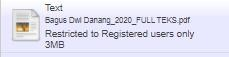 Text
Bagus Dwi Danang_2020_FULL TEKS.pdf
Restricted to Registered users only
3MB